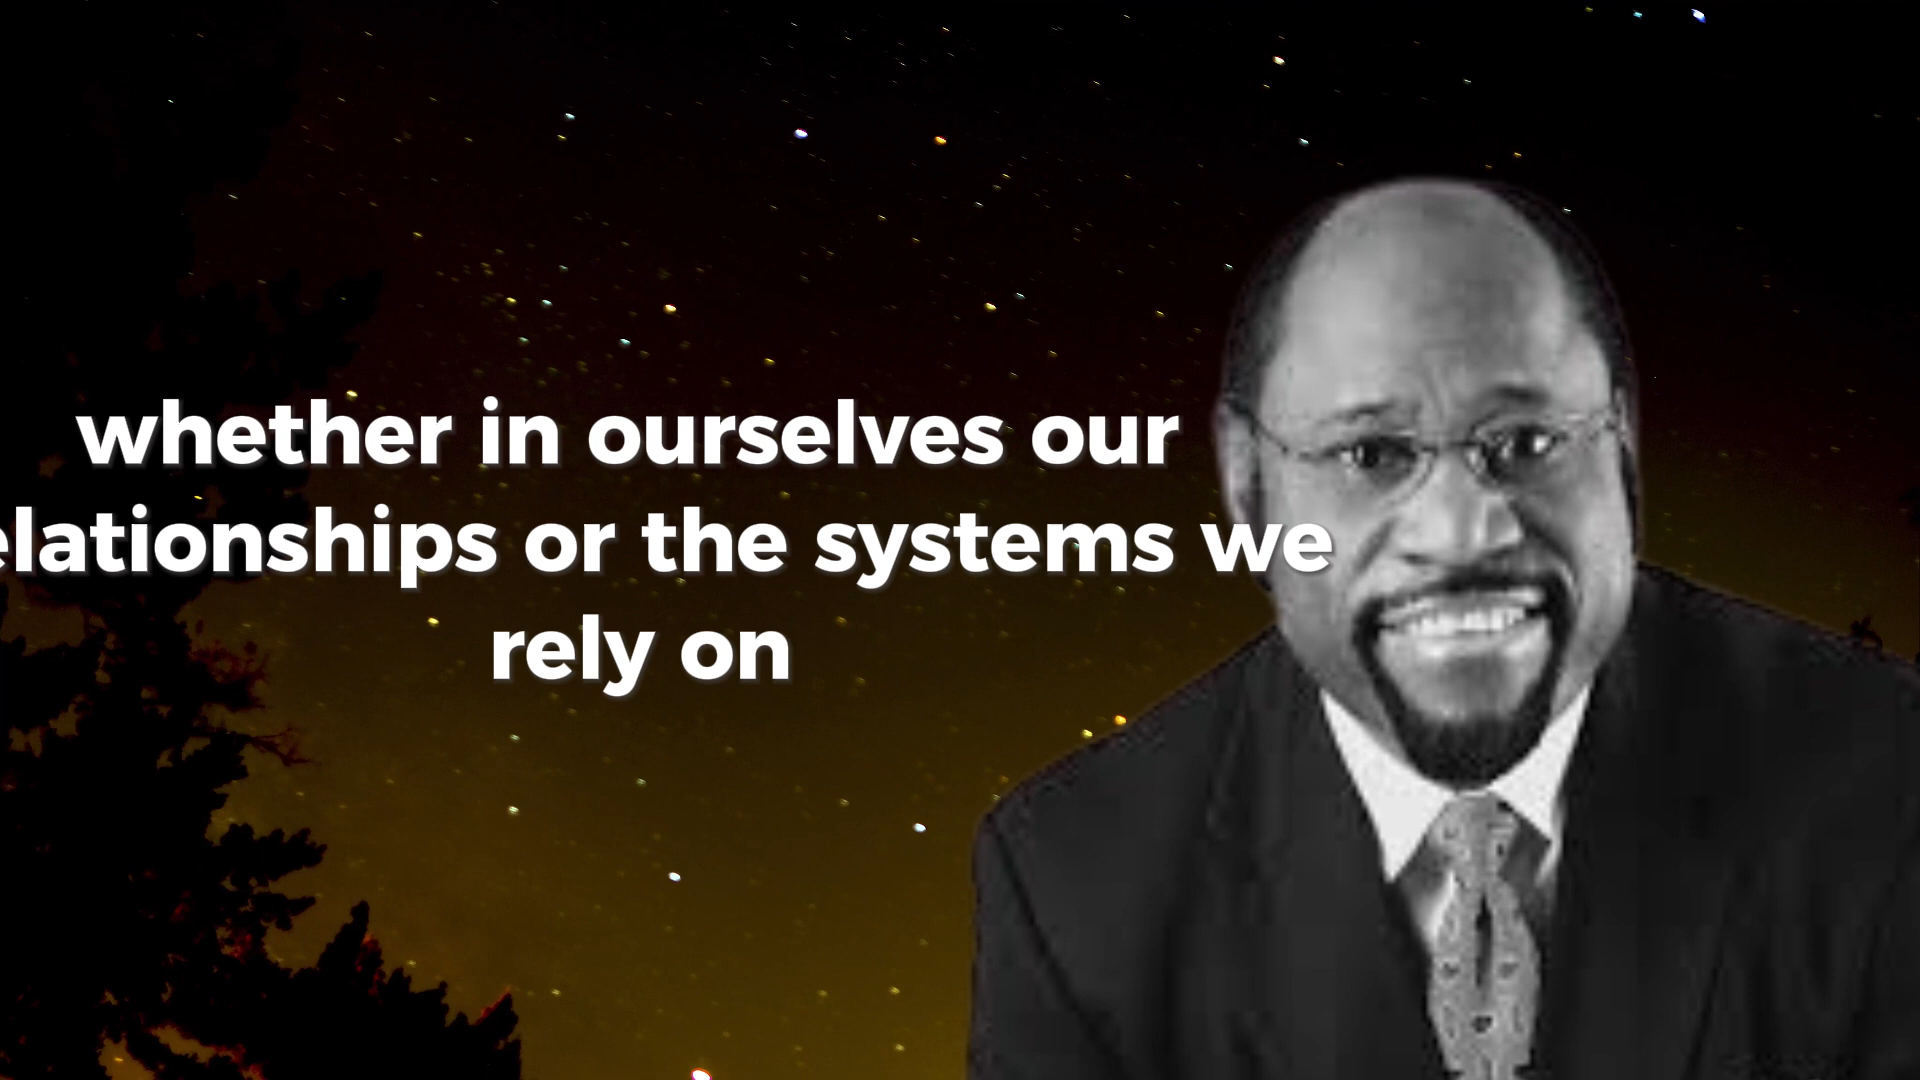 whether in ourselves our
elationships or the systems we
rely on